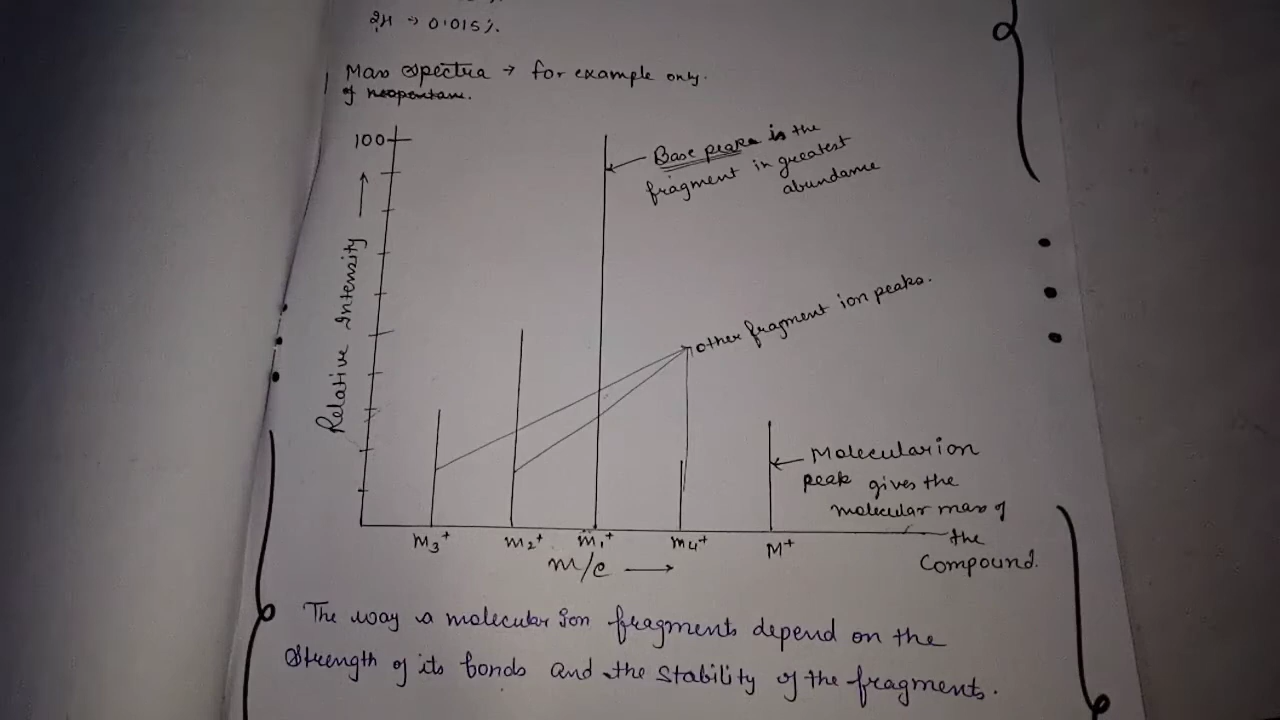 2H → 0.015%.
Mass spectra → for example only.
of neopentane.
100
Relative Intensity →
Base peak is the
fragment in greatest
abundance
other fragment ion peaks.
Molecular ion
peak gives the
molecular mass of
the
Compound.
m3+ m2+ m1+ m4+ M+
m/e →
The way a molecular ion fragments depend on the
Strength of its bonds and the stability of the fragments.